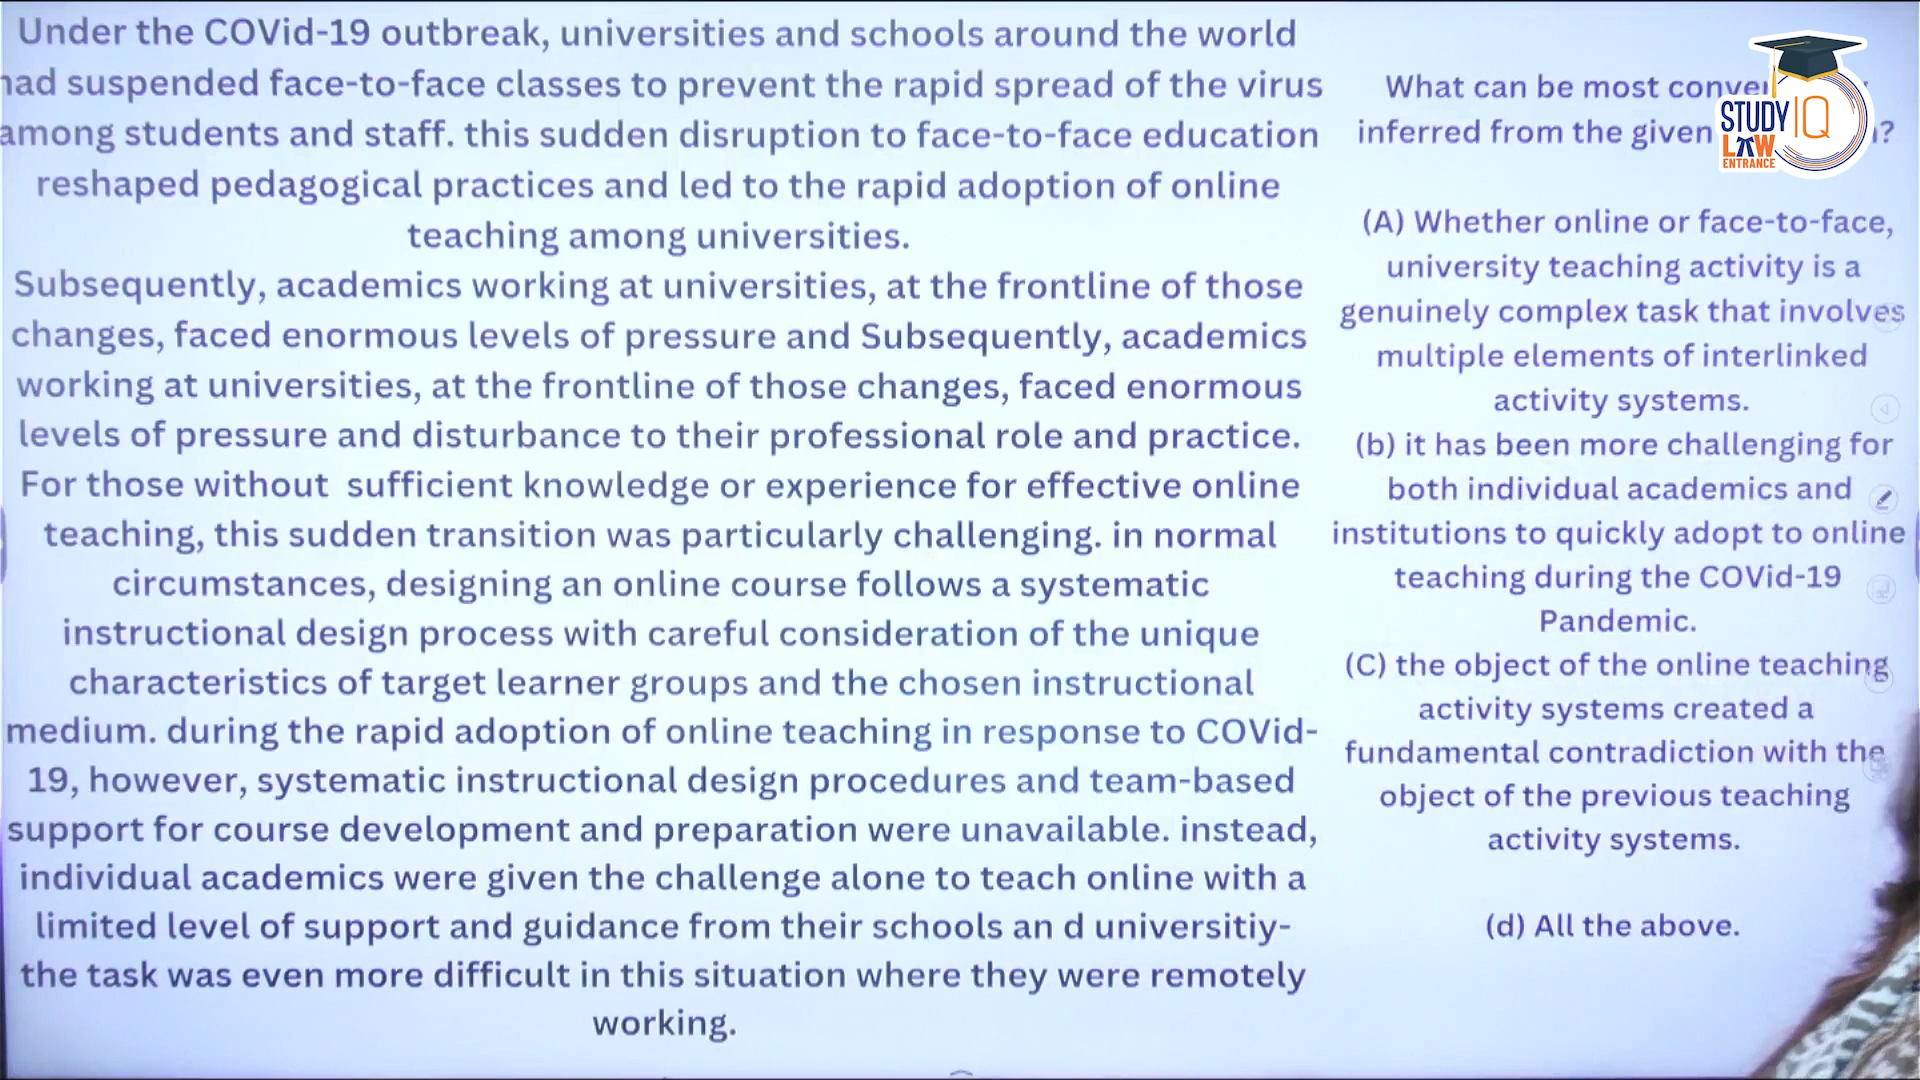 Under the COVid-19 outbreak, universities and schools around the world
had suspended face-to-face classes to prevent the rapid spread of the virus
among students and staff. this sudden disruption to face-to-face education
reshaped pedagogical practices and led to the rapid adoption of online
teaching among universities.
Subsequently, academics working at universities, at the frontline of those
changes, faced enormous levels of pressure and Subsequently, academics
working at universities, at the frontline of those changes, faced enormous
levels of pressure and disturbance to their professional role and practice.
For those without sufficient knowledge or experience for effective online
teaching, this sudden transition was particularly challenging. in normal
circumstances, designing an online course follows a systematic
instructional design process with careful consideration of the unique
characteristics of target learner groups and the chosen instructional
medium. during the rapid adoption of online teaching in response to COVid-
19, however, systematic instructional design procedures and team-based
support for course development and preparation were unavailable. instead,
individual academics were given the challenge alone to teach online with a
limited level of support and guidance from their schools an d universitiy-
the task was even more difficult in this situation where they were remotely
working.
What can be most
inferred from the given
(A) Whether online or face-to-face,
university teaching activity is a
genuinely complex task that involves
multiple elements of interlinked
activity systems.
(b) it has been more challenging for
both individual academics and
institutions to quickly adopt to online
teaching during the COVid-19
Pandemic.
(C) the object of the online teaching
activity systems created a
fundamental contradiction with the
object of the previous teaching
activity systems.
(d) All the above.
STUDY IQ
LAW
ENTRANCE